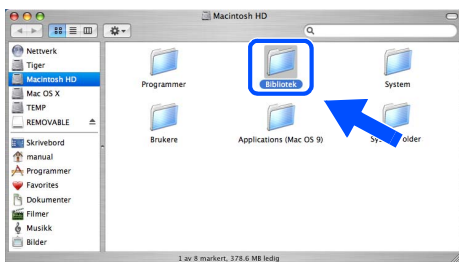 Macintosh HD
Nettverk
Tiger
Macintosh HD
Mac OS X
TEMP
REMOVABLE
Skrivebord
manual
Programmer
Favorites
Dokumenter
Filmer
Musikk
Bilder
Programmer
Bibliotek
System
Brukere
Applications (Mac OS 9)
older
1 av 8 markert, 378.6 MB ledig